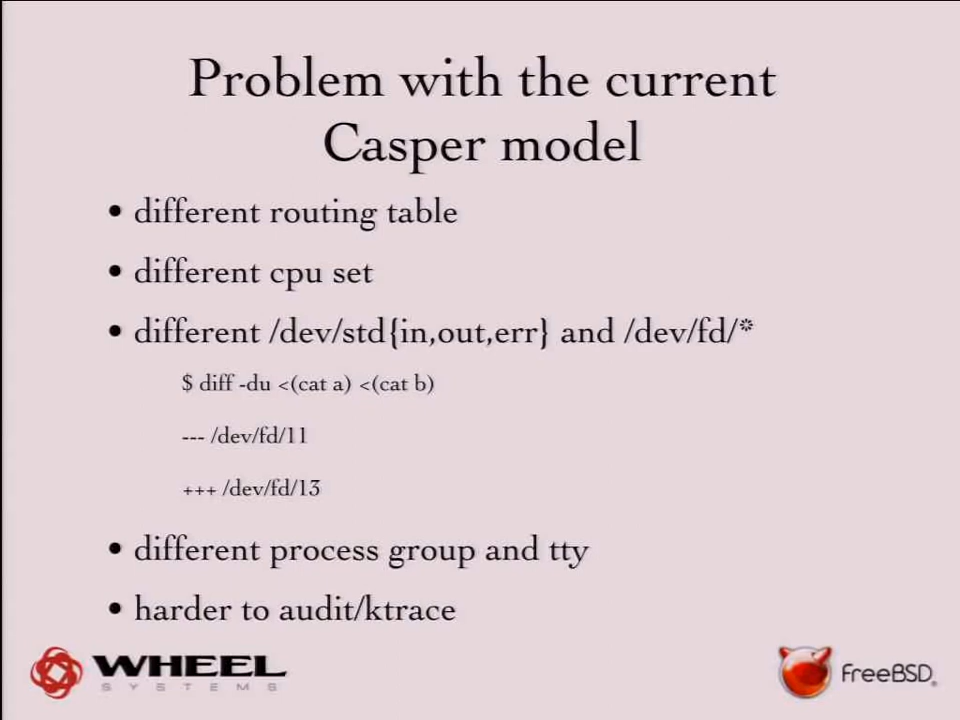 Problem with the current
Casper model
• different routing table
• different cpu set
• different /dev/std{in,out,err} and /dev/fd/*
$ diff -du <(cat a) <(cat b)
--- /dev/fd/11
+++ /dev/fd/13
• different process group and tty
• harder to audit/ktrace
WHEEL
SYSTEMS
FreeBSD®